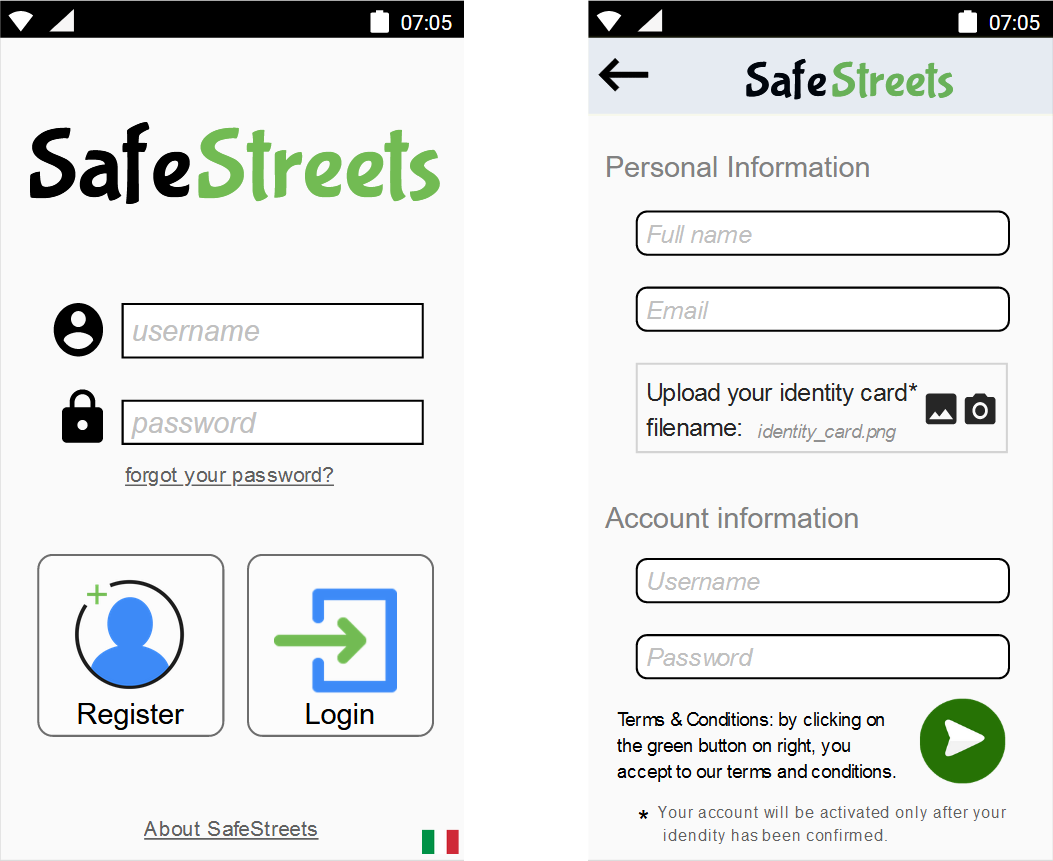 07:05
SafeStreets
username
password
forgot your password?
Register
Login
About SafeStreets
07:05
SafeStreets
Personal Information
Full name
Email
Upload your identity card*
filename: identity_card.png
Account information
Username
Password
Terms & Conditions: by clicking on
the green button on right, you
accept to our terms and conditions.
* Your account will be activated only after your
idendity has been confirmed.